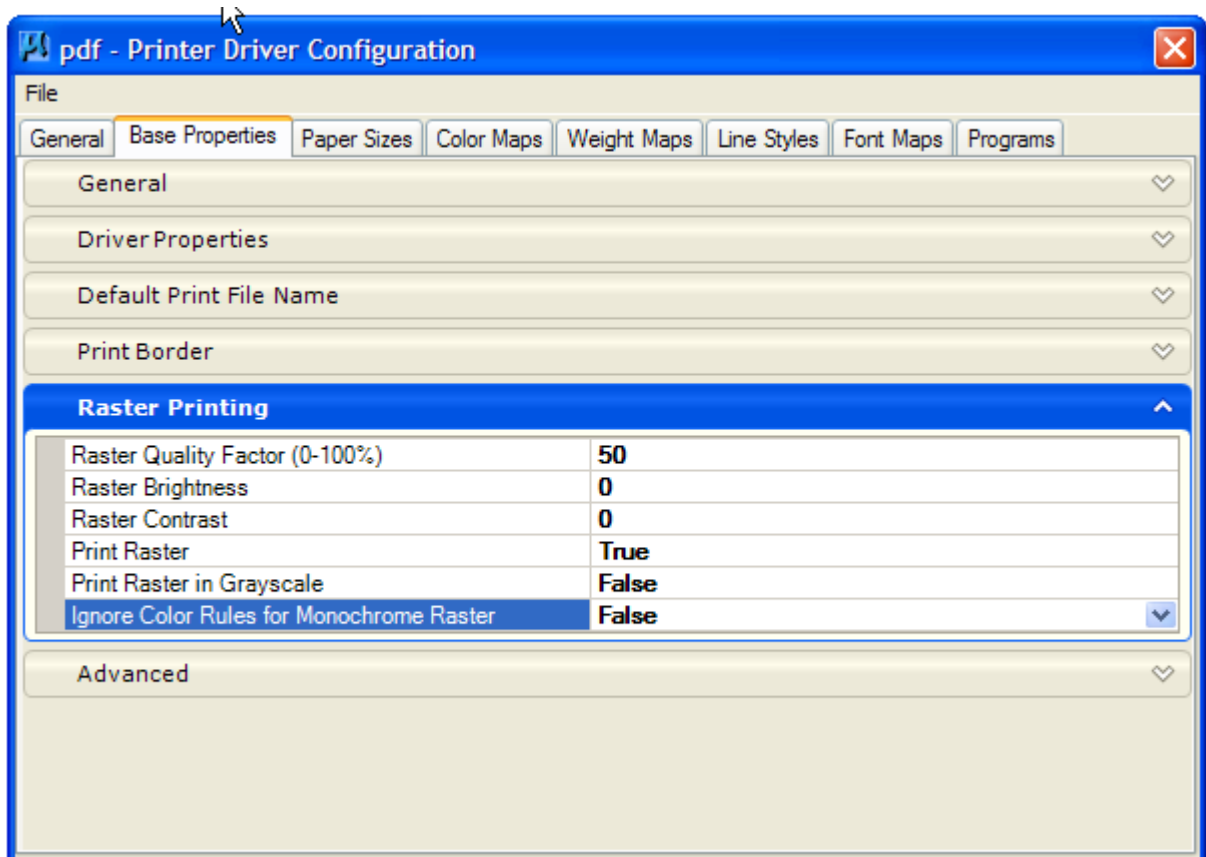 pdf - Printer Driver Configuration
File
General Base Properties Paper Sizes Color Maps Weight Maps Line Styles Font Maps Programs
General
Driver Properties
Default Print File Name
Print Border
Raster Printing
Raster Quality Factor (0-100%) 50
Raster Brightness 0
Raster Contrast 0
Print Raster True
Print Raster in Grayscale False
Ignore Color Rules for Monochrome Raster False
Advanced